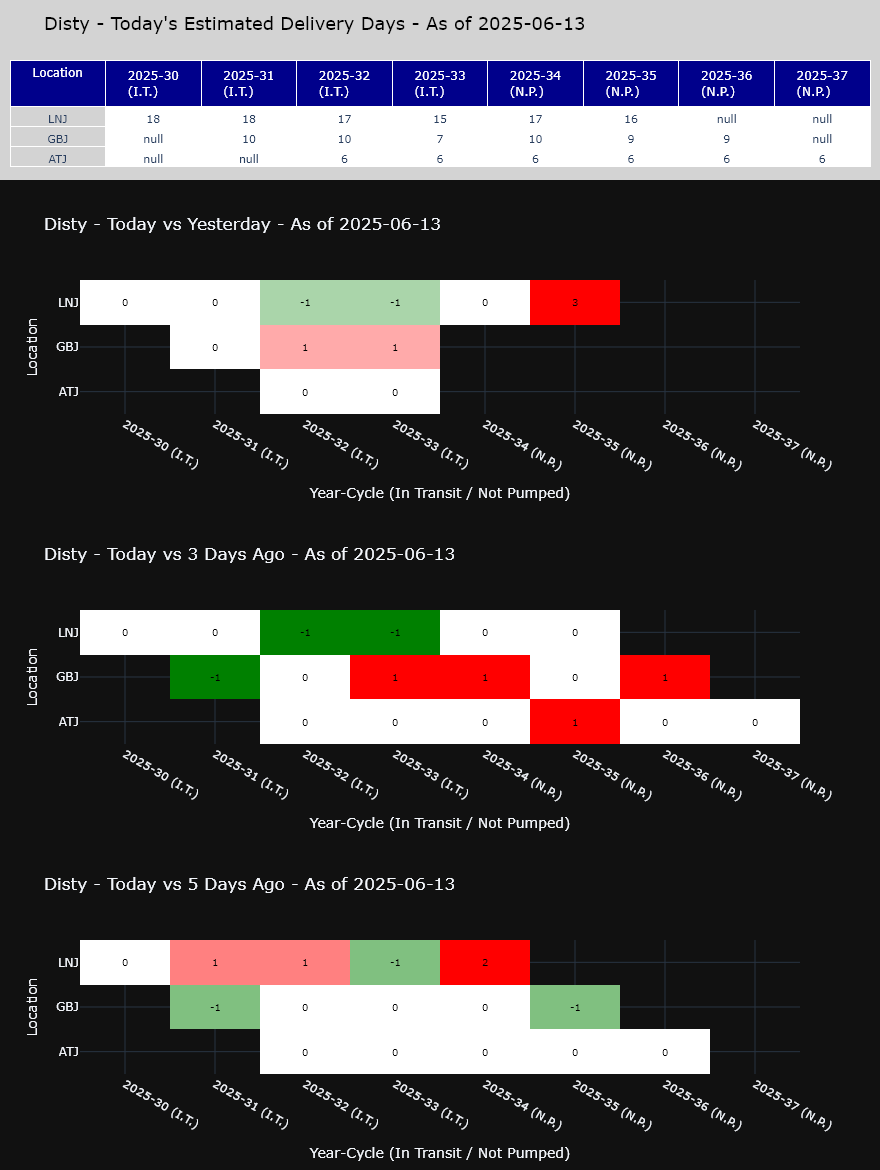 Disty - Today's Estimated Delivery Days - As of 2025-06-13
Location 2025-30 (I.T.) 2025-31 (I.T.) 2025-32 (I.T.) 2025-33 (I.T.) 2025-34 (N.P.) 2025-35 (N.P.) 2025-36 (N.P.) 2025-37 (N.P.)
LNJ 18 18 17 15 17 16 null null
GBJ null 10 10 7 10 9 9 null
ATJ null null 6 6 6 6 6 6
Disty - Today vs Yesterday - As of 2025-06-13
LNJ 0 0 -1 -1 0 3
GBJ 0 1 1
ATJ 0 0
Location
2025-30 (I.T.) 2025-31 (I.T.) 2025-32 (I.T.) 2025-33 (I.T.) 2025-34 (N.P.) 2025-35 (N.P.) 2025-36 (N.P.) 2025-37 (N.P.)
Year-Cycle (In Transit / Not Pumped)
Disty - Today vs 3 Days Ago - As of 2025-06-13
LNJ 0 0 -1 -1 0 0
GBJ -1 0 1 1 0 1
ATJ 0 0 0 1 0 0
Location
2025-30 (I.T.) 2025-31 (I.T.) 2025-32 (I.T.) 2025-33 (I.T.) 2025-34 (N.P.) 2025-35 (N.P.) 2025-36 (N.P.) 2025-37 (N.P.)
Year-Cycle (In Transit / Not Pumped)
Disty - Today vs 5 Days Ago - As of 2025-06-13
LNJ 0 1 1 -1 2
GBJ -1 0 0 0 -1
ATJ 0 0 0 0 0
Location
2025-30 (I.T.) 2025-31 (I.T.) 2025-32 (I.T.) 2025-33 (I.T.) 2025-34 (N.P.) 2025-35 (N.P.) 2025-36 (N.P.) 2025-37 (N.P.)
Year-Cycle (In Transit / Not Pumped)